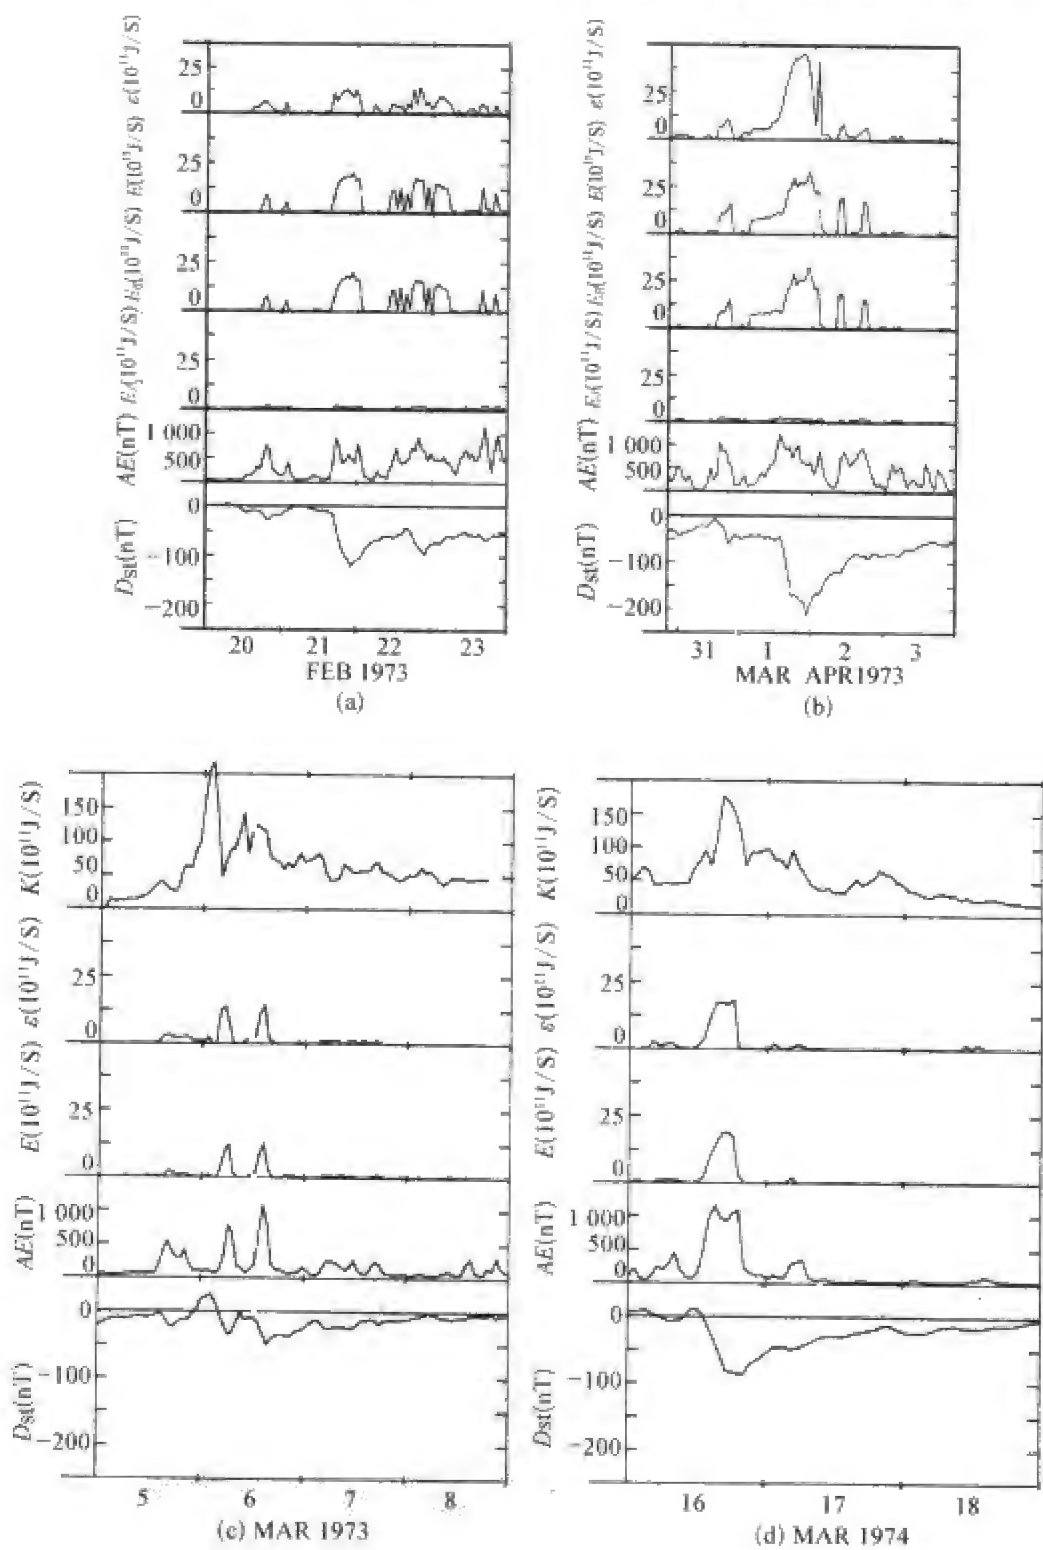 ε(10¹¹J/S)
25
0
E(10¹¹J/S)
25
0
E_d(10¹¹J/S)
25
0
E_j(10¹¹J/S)
25
0
AE(nT)
1 000
500
Dst(nT)
0
−100
−200
20 21 22 23
FEB 1973
(a)
ε(10¹¹J/S)
25
0
E(10¹¹J/S)
25
0
E_d(10¹¹J/S)
25
0
25
0
AE(nT)
1 000
500
Dst(nT)
0
−100
−200
31 1 2 3
MAR APR1973
(b)
K(10¹¹J/S)
150
100
50
0
ε(10¹¹J/S)
25
0
E(10¹¹J/S)
25
0
AE(nT)
1 000
500
0
Dst(nT)
0
−100
−200
5 6 7 8
(c) MAR 1973
K(10¹¹J/S)
150
100
50
0
ε(10¹¹J/S)
25
0
E(10¹¹J/S)
25
0
AE(nT)
1 000
500
0
Dst(nT)
0
−100
−200
16 17 18
(d) MAR 1974